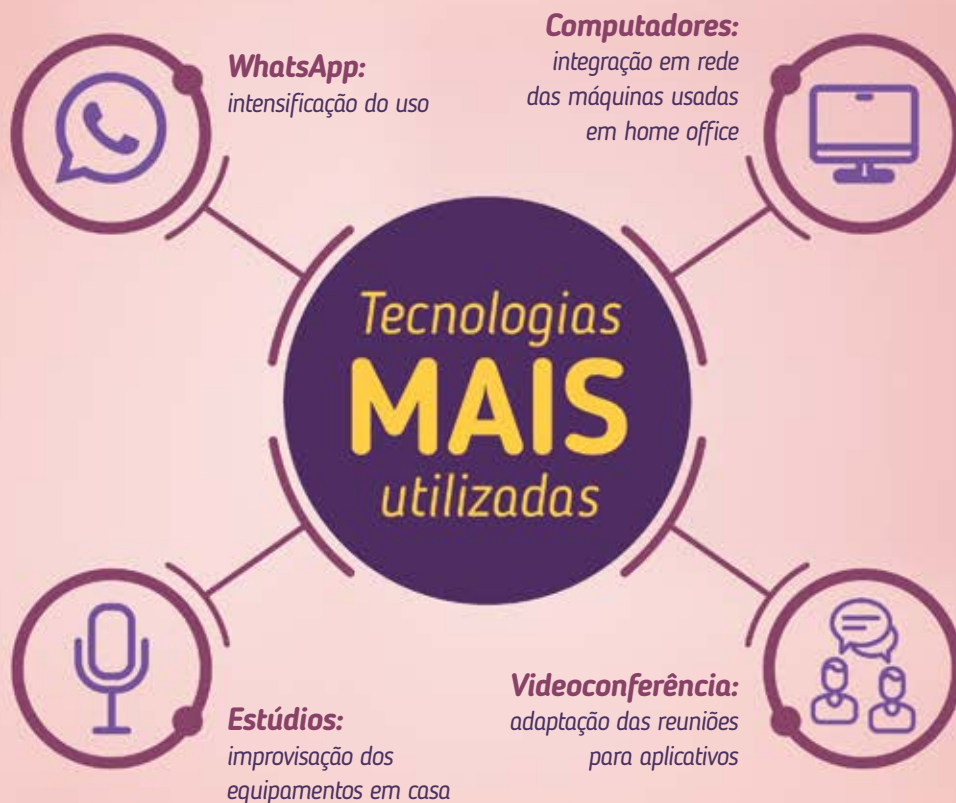 WhatsApp:
intensificação do uso
Computadores:
integração em rede
das máquinas usadas
em home office
Tecnologias
MAIS
utilizadas
Estúdios:
improvisação dos
equipamentos em casa
Videoconferência:
adaptação das reuniões
para aplicativos